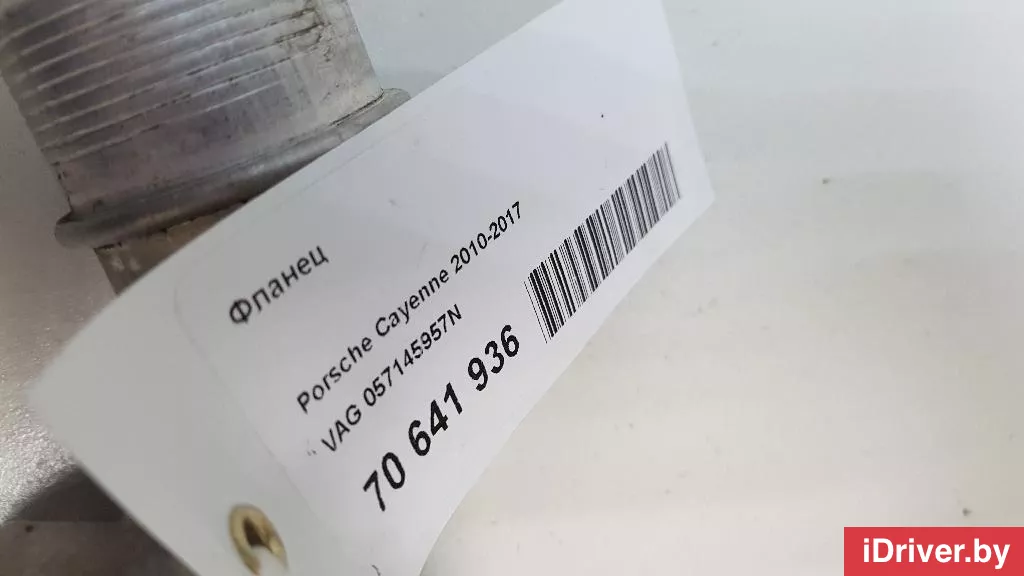 Фланец
Porsche Cayenne 2010-2017
" VAG 057145957N
70 641 936
iDriver.by